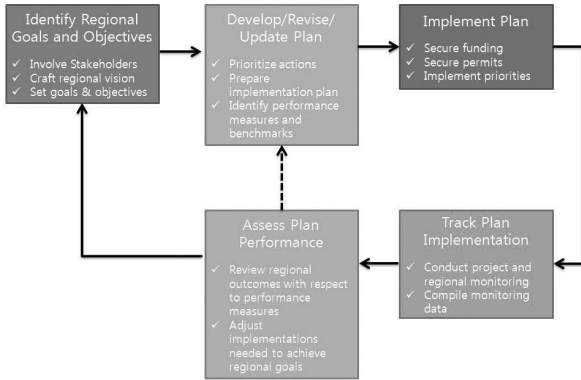 Identify Regional
Goals and Objectives
✓ Involve Stakeholders
✓ Craft regional vision
✓ Set goals & objectives
Develop/Revise/
Update Plan
✓ Prioritize actions
✓ Prepare
implementation plan
✓ Identify performance
measures and
benchmarks
Implement Plan
✓ Secure funding
✓ Secure permits
✓ Implement priorities
Assess Plan
Performance
✓ Review regional
outcomes with respect
to performance
measures
✓ Adjust
implementations
needed to achieve
regional goals
Track Plan
Implementation
✓ Conduct project and
regional monitoring
✓ Compile monitoring
data